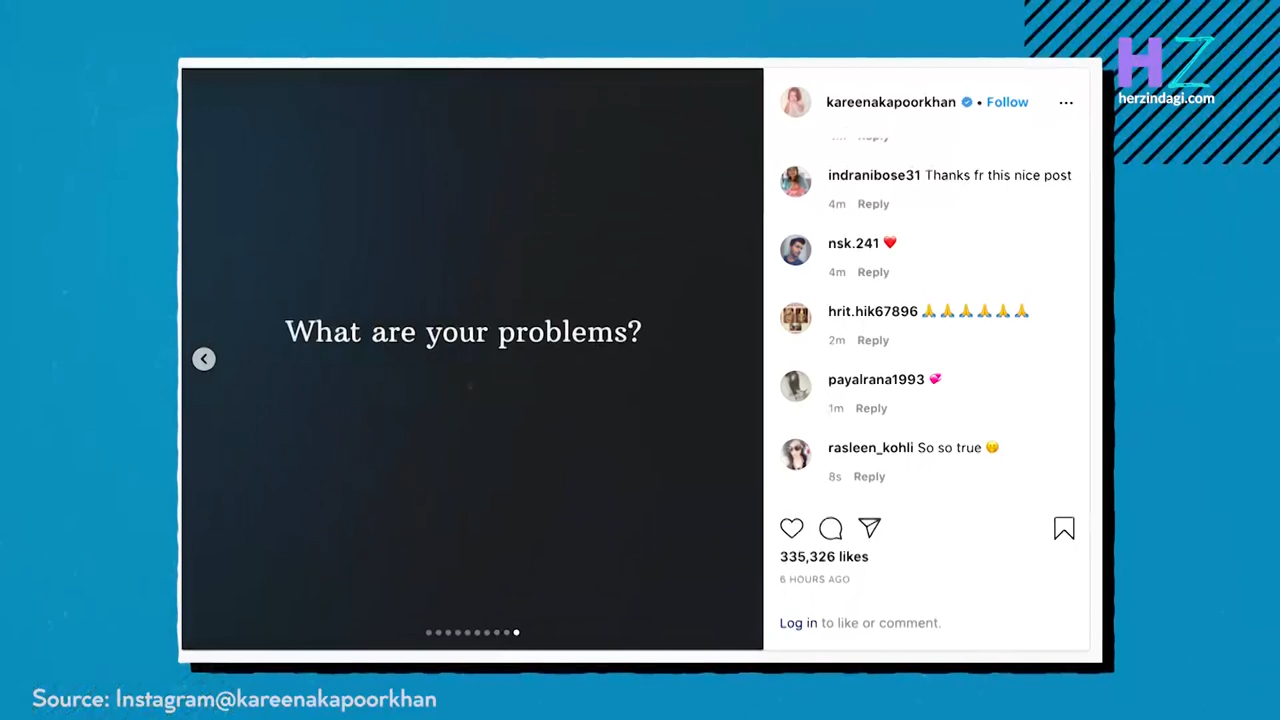 HZ
herzindagi.com
What are your problems?
kareenakapoorkhan • Follow
Reply
indranibose31 Thanks fr this nice post
4m Reply
nsk.241 ❤️
4m Reply
hrit.hik67896 🙏🙏🙏🙏🙏🙏
2m Reply
payalrana1993 💞
1m Reply
rasleen_kohli So so true 🤭
8s Reply
335,326 likes
6 HOURS AGO
Log in to like or comment.
Source: Instagram@kareenakapoorkhan